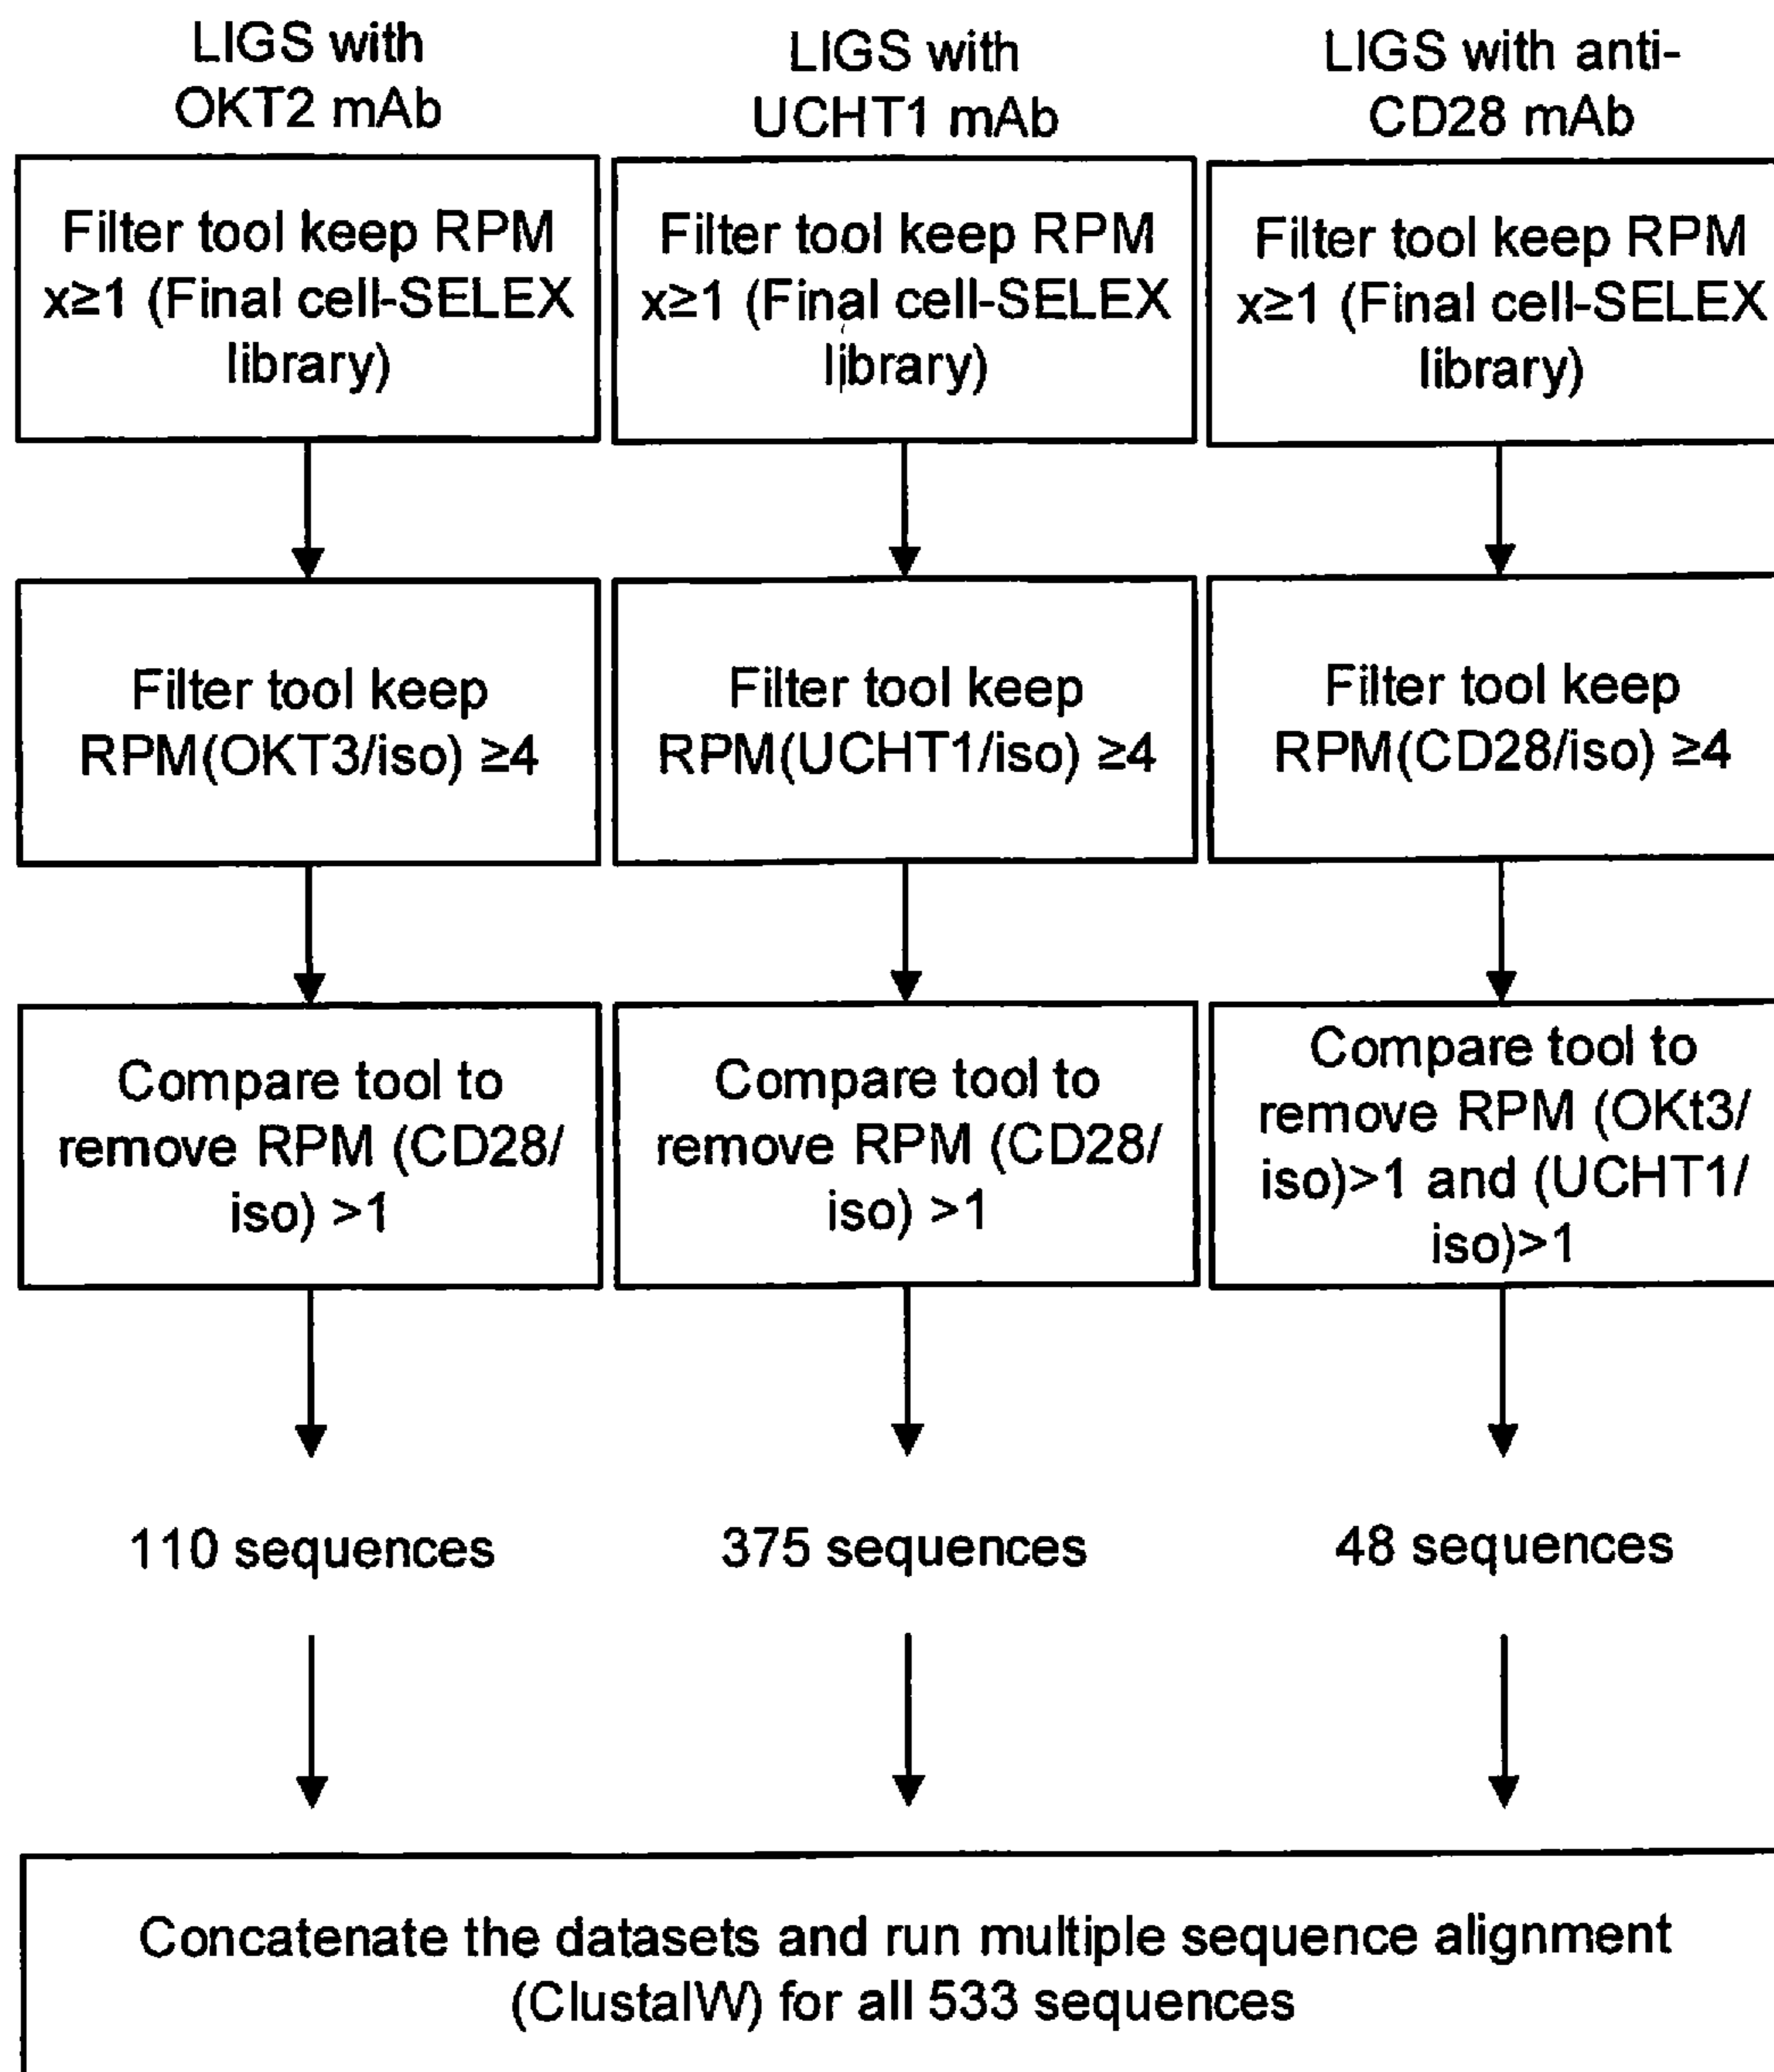 LIGS with
OKT2 mAb
LIGS with
UCHT1 mAb
LIGS with anti-
CD28 mAb
Filter tool keep RPM
x≥1 (Final cell-SELEX
library)
Filter tool keep RPM
x≥1 (Final cell-SELEX
library)
Filter tool keep RPM
x≥1 (Final cell-SELEX
library)
Filter tool keep
RPM(OKT3/iso) ≥4
Filter tool keep
RPM(UCHT1/iso) ≥4
Filter tool keep
RPM(CD28/iso) ≥4
Compare tool to
remove RPM (CD28/
iso) >1
Compare tool to
remove RPM (CD28/
iso) >1
Compare tool to
remove RPM (OKt3/
iso)>1 and (UCHT1/
iso)>1
110 sequences
375 sequences
48 sequences
Concatenate the datasets and run multiple sequence alignment
(ClustalW) for all 533 sequences